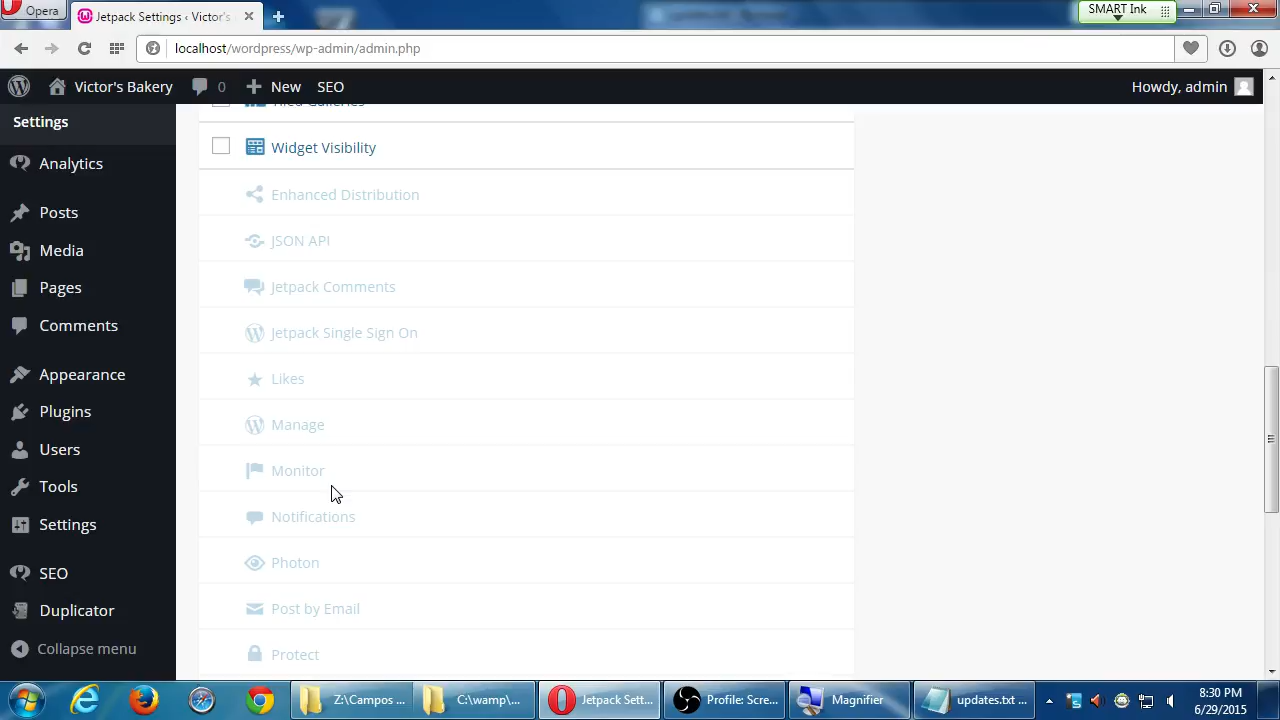 Opera
Jetpack Settings ‹ Victor's
SMART Ink
localhost/wordpress/wp-admin/admin.php
Victor's Bakery
0
New
SEO
Howdy, admin
Settings
Analytics
Posts
Media
Pages
Comments
Appearance
Plugins
Users
Tools
Settings
SEO
Duplicator
Collapse menu
Tiled Galleries
Widget Visibility
Enhanced Distribution
JSON API
Jetpack Comments
Jetpack Single Sign On
Likes
Manage
Monitor
Notifications
Photon
Post by Email
Protect
Z:\Campos ...
C:\wamp\...
Jetpack Sett...
Profile: Scre...
Magnifier
updates.txt ...
8:30 PM
6/29/2015